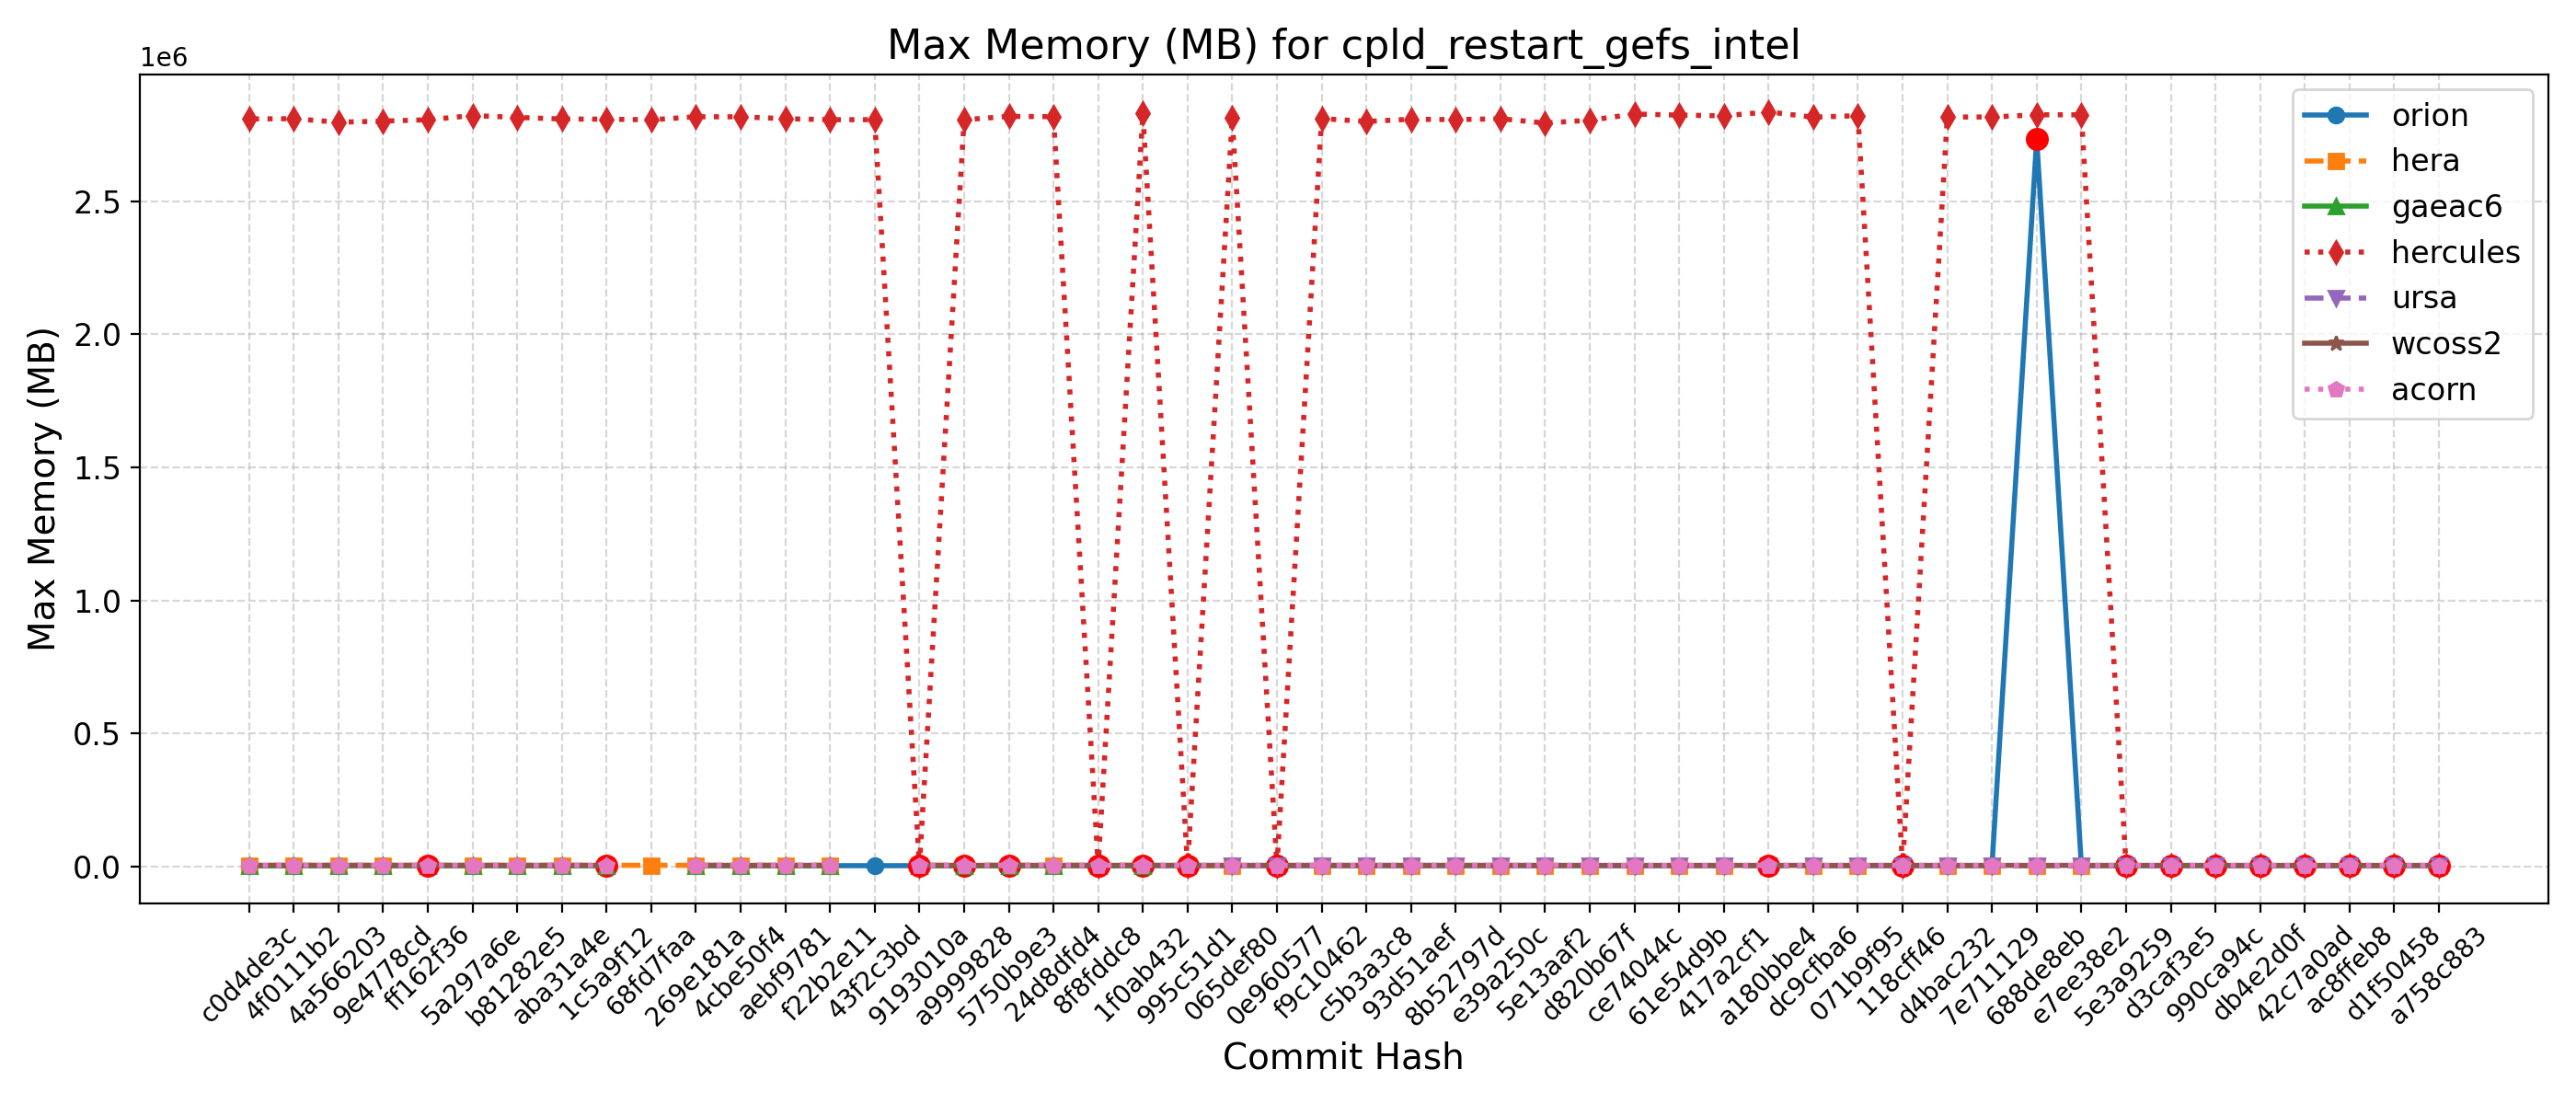 Max Memory (MB) for cpld_restart_gefs_intel
1e6
Max Memory (MB)
2.5
2.0
1.5
1.0
0.5
0.0
orion
hera
gaeac6
hercules
ursa
wcoss2
acorn
c0d4de3c
4f0111b2
4a566203
9e4778cd
ff162f36
5a297a6e
b81282e5
aba31a4e
1c5a9f12
68fd7faa
269e181a
4cbe50f4
aebf9781
f22b2e11
43f2c3bd
9193010a
a9999828
5750b9e3
24d8dfd4
8f8fddc8
1f0ab432
995c51d1
065def80
0e960577
f9c10462
c5b3a3c8
93d51aef
8b52797d
e39a250c
5e13aaf2
d820b67f
ce74044c
61e54d9b
417a2cf1
a180bbe4
dc9cfba6
071b9f95
118cff46
d4bac232
7e711129
688de8eb
e7ee38e2
5e3a9259
d3caf3e5
990ca94c
db4e2d0f
42c7a0ad
ac8ffeb8
d1f50458
a758c883
Commit Hash